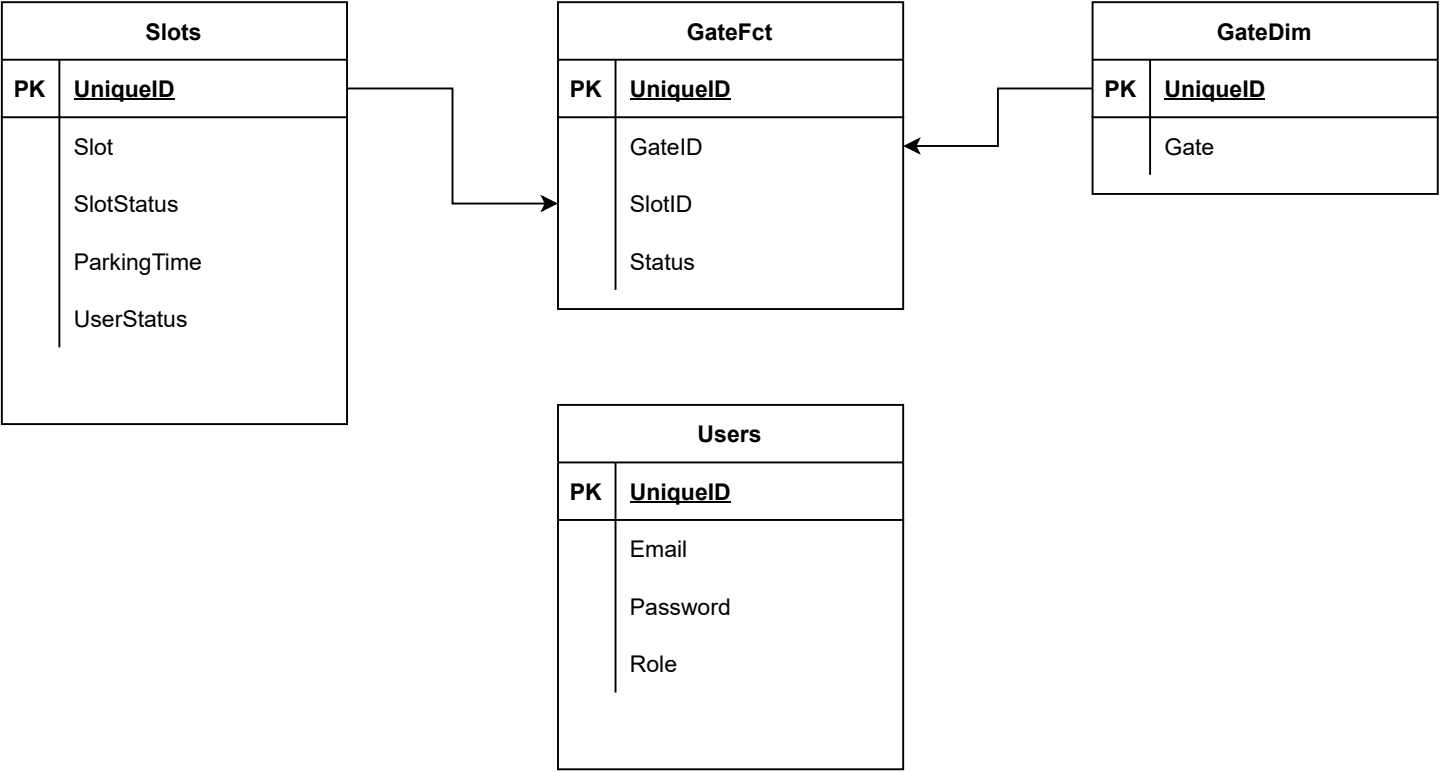 Slots
PK UniqueID
Slot
SlotStatus
ParkingTime
UserStatus
GateFct
PK UniqueID
GateID
SlotID
Status
GateDim
PK UniqueID
Gate
Users
PK UniqueID
Email
Password
Role